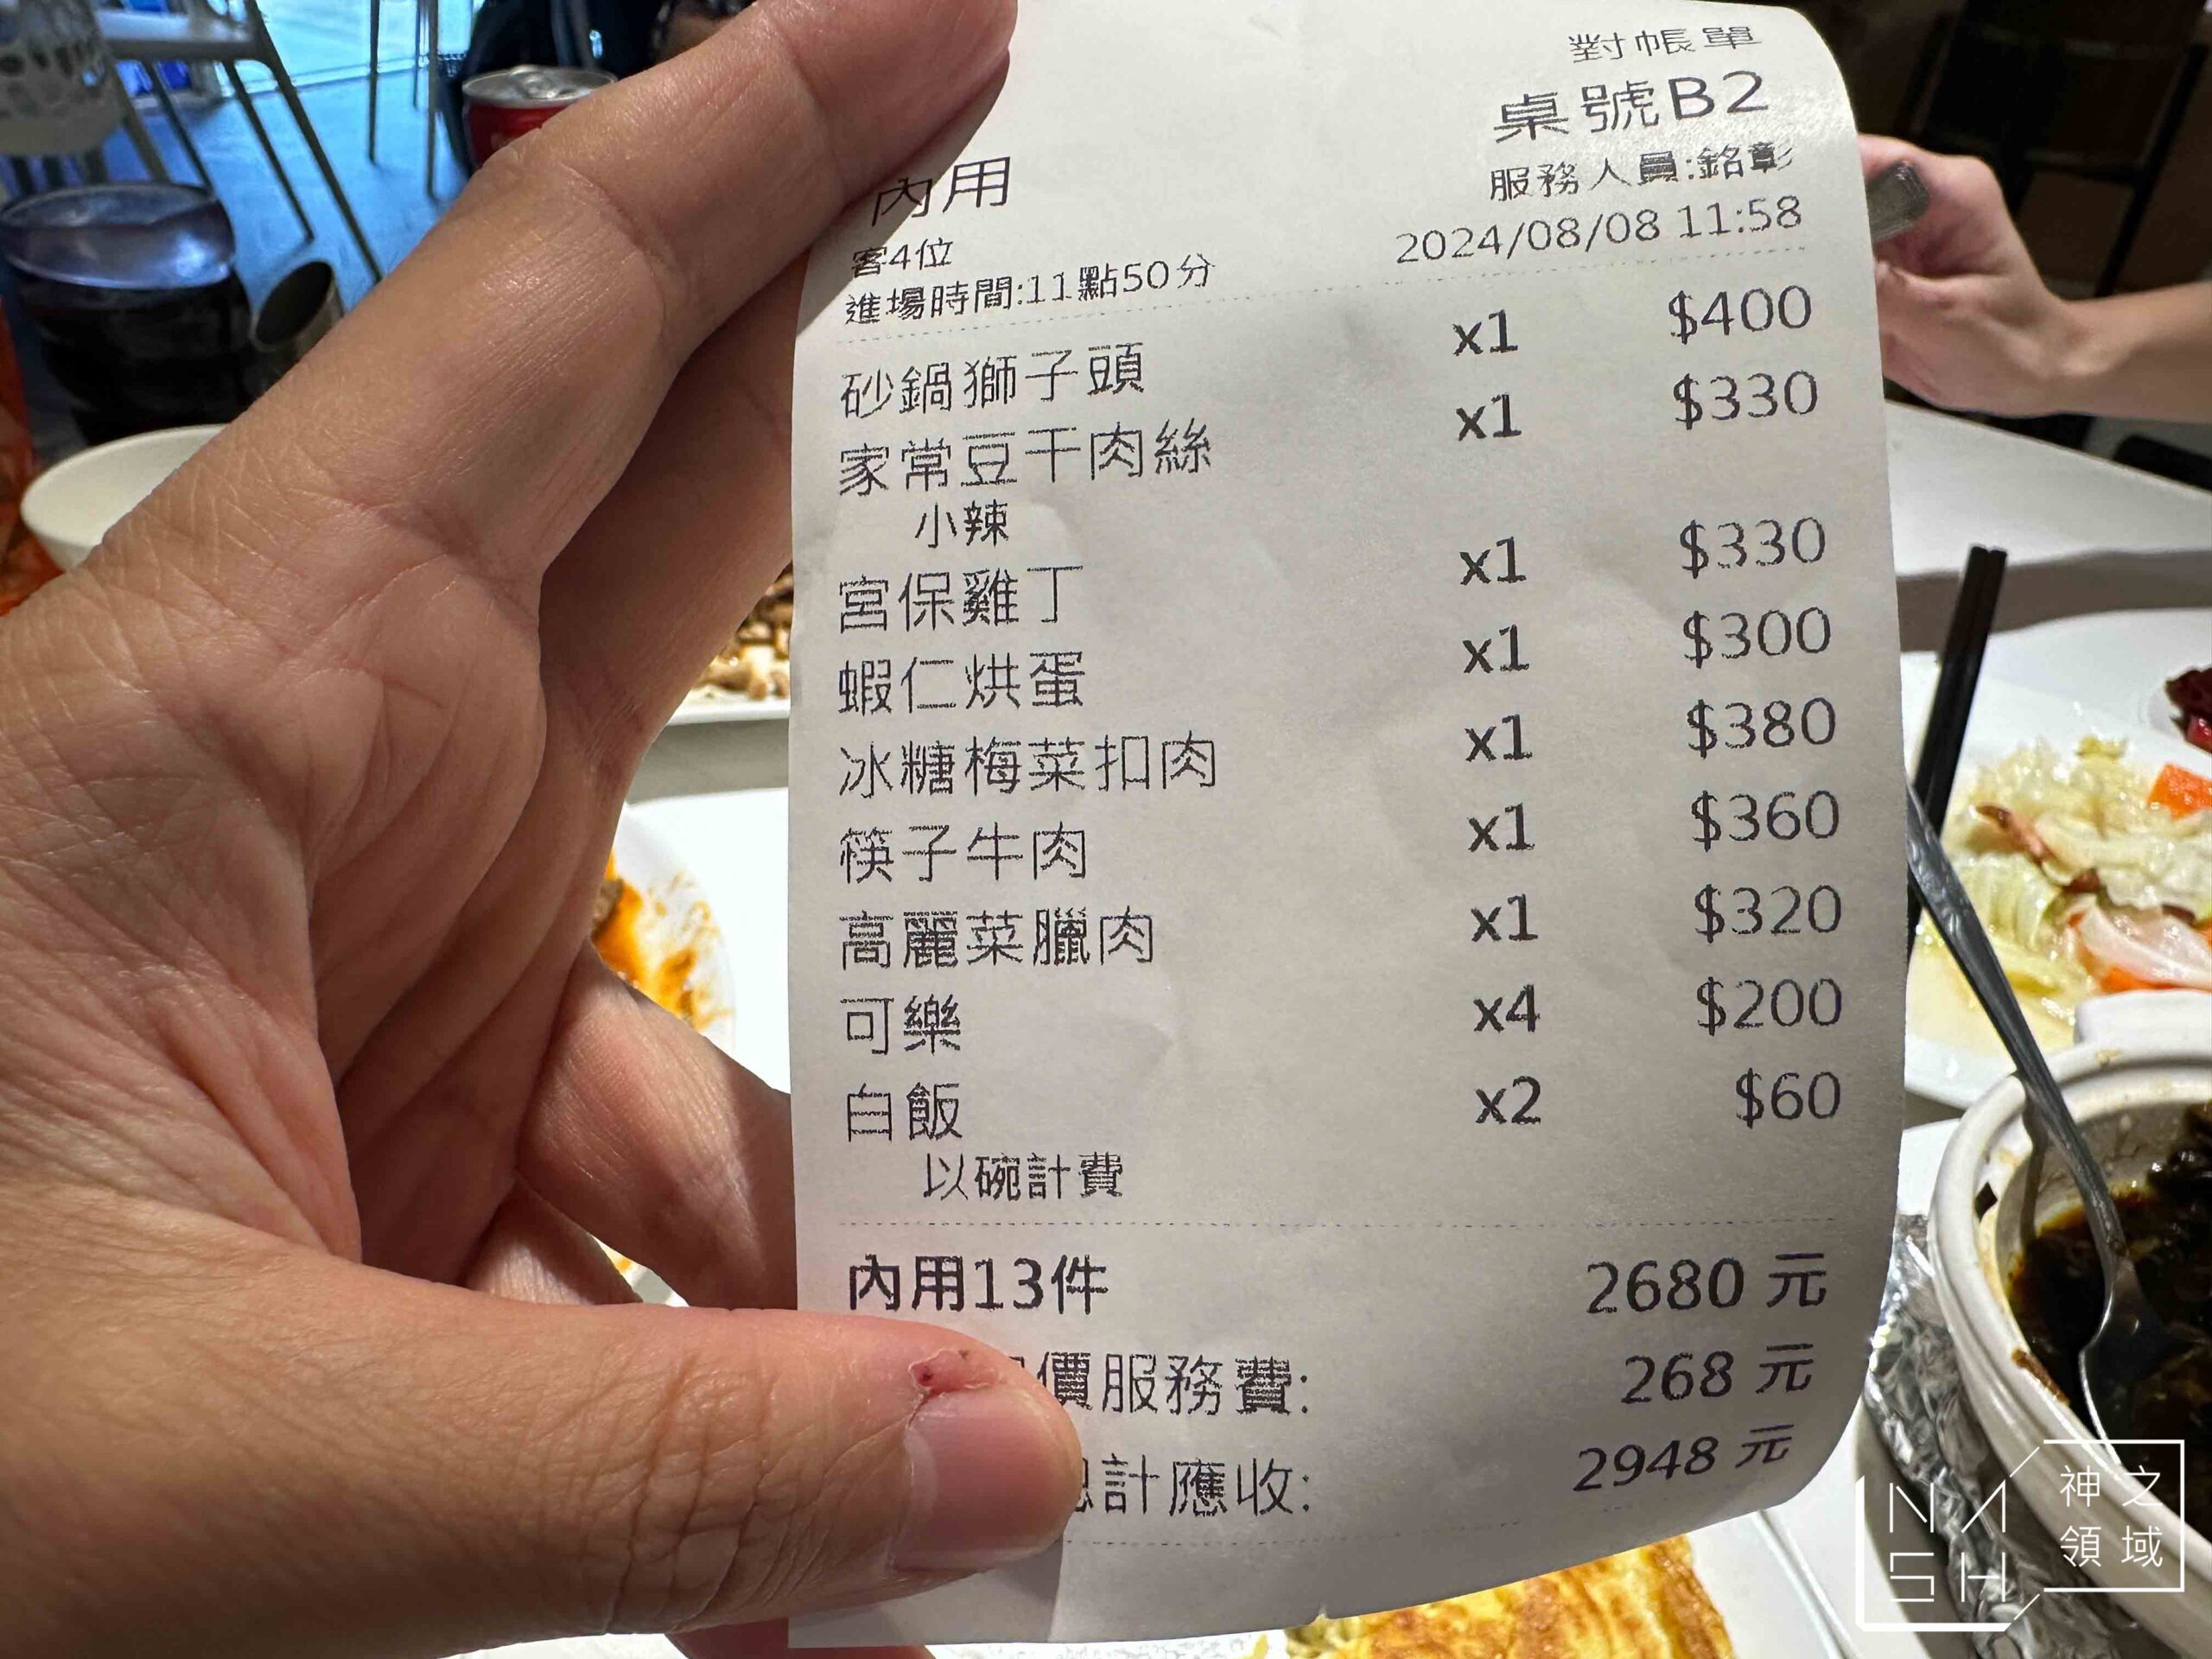 對帳單
桌號B2
內用
服務人員:銘彰
客4位
2024/08/08 11:58
進場時間:11點50分
砂鍋獅子頭 x1 $400
家常豆干肉絲 x1 $330
小辣
宮保雞丁 x1 $330
蝦仁烘蛋 x1 $300
冰糖梅菜扣肉 x1 $380
筷子牛肉 x1 $360
高麗菜臘肉 x1 $320
可樂 x4 $200
白飯 x2 $60
以碗計費
內用13件 2680 元
價服務費: 268 元
計應收: 2948 元
NASH
神之
領域